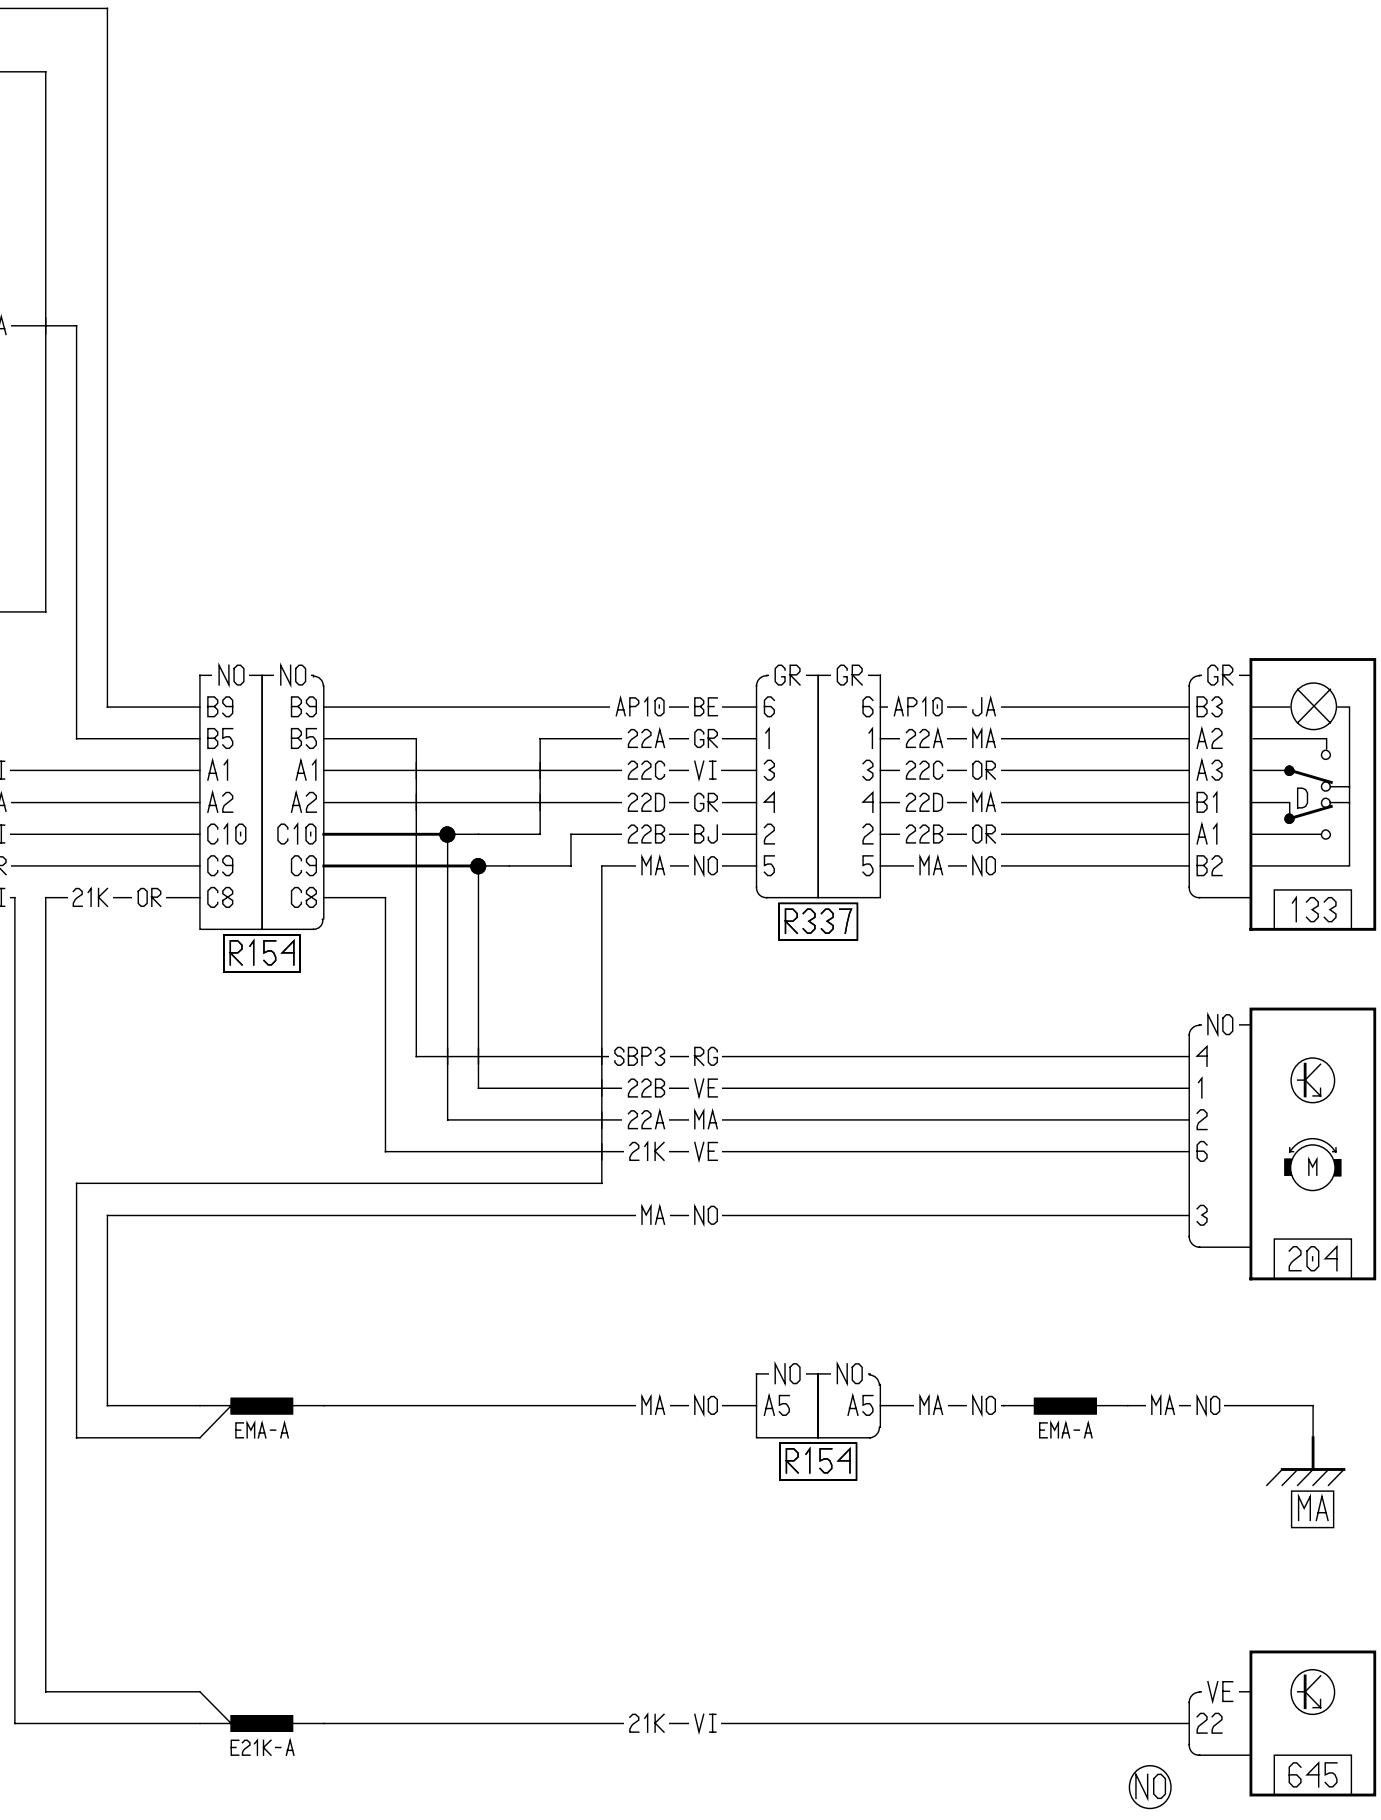 A
NO NO GR GR GR
B9 B9 AP10 BE 6 6 AP10 JA B3
B5 B5 22A GR 1 1 22A MA A2
I A1 A1 22C VI 3 3 22C OR A3
A A2 A2 22D GR 4 4 22D MA B1 D
I C10 C10 22B BJ 2 2 22B OR A1
R C9 C9 MA NO 5 5 MA NO B2
I 21K OR C8 C8 133
R337
R154
NO
SBP3 RG 4
22B VE 1
22A MA 2
21K VE 6
M
MA NO 3
204
NO NO
MA NO A5 A5 MA NO MA NO
EMA-A EMA-A
R154
MA
VE
21K VI 22
E21K-A
645
NO